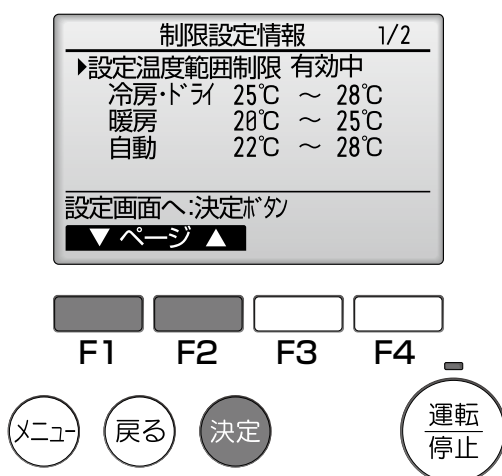 制限設定情報 1/2
▶設定温度範囲制限 有効中
冷房・ドライ 25℃ ～ 28℃
暖房 20℃ ～ 25℃
自動 22℃ ～ 28℃
設定画面へ:決定ボタン
▼ ページ ▲
F1 F2 F3 F4
メニュー 戻る 決定 運転
停止